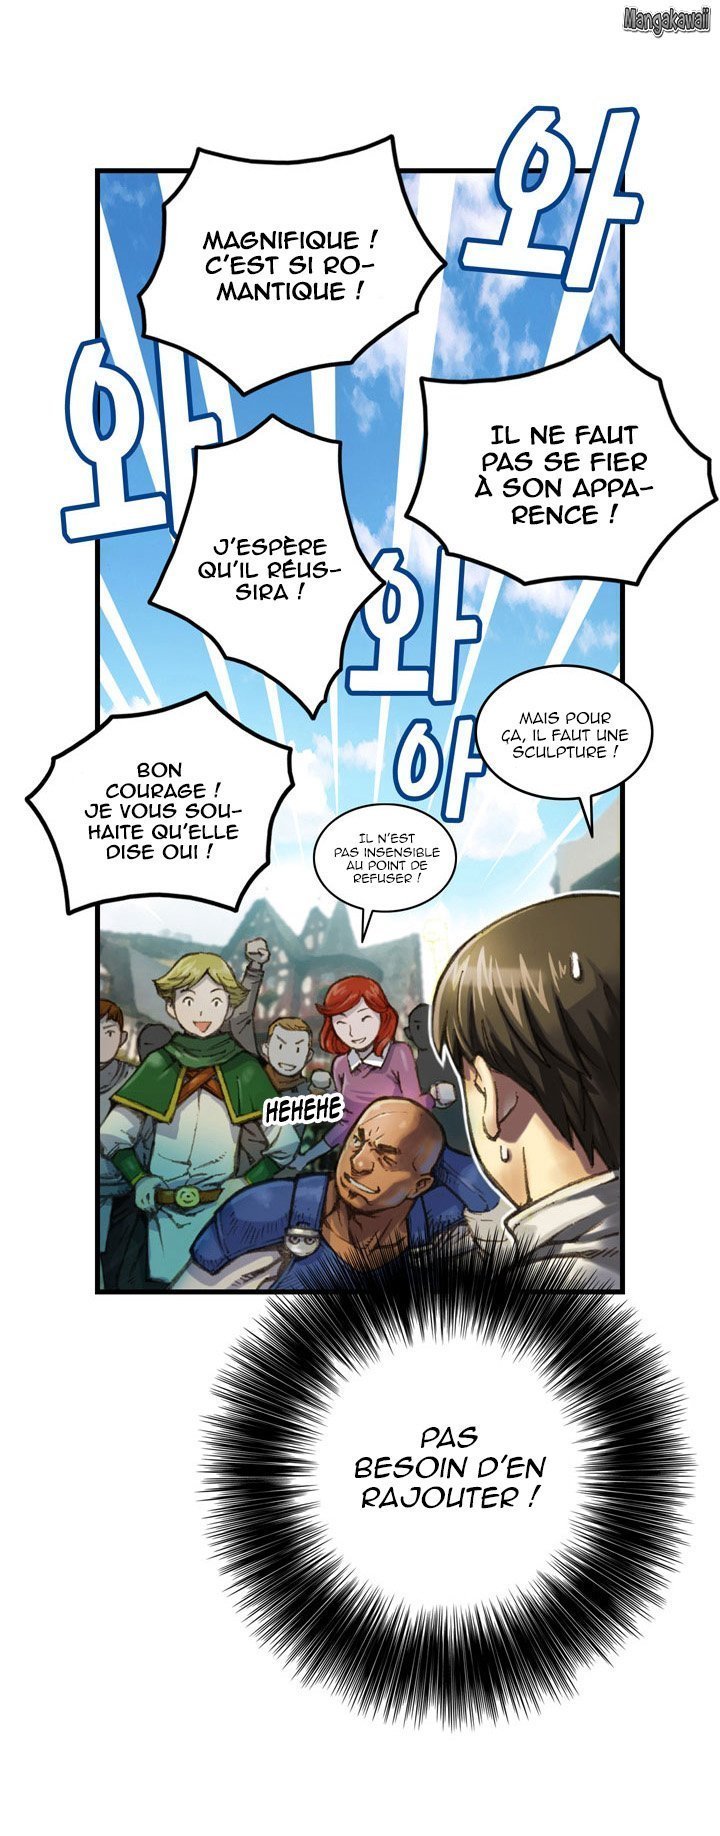 Mangakawaii
MAGNIFIQUE !
C'EST SI RO-
MANTIQUE !
와
IL NE FAUT
PAS SE FIER
À SON APPA-
RENCE !
와
J'ESPÈRE
QU'IL RÉUS-
SIRA !
와
MAIS POUR
ÇA, IL FAUT UNE
SCULPTURE !
아
BON
COURAGE !
JE VOUS SOU-
HAITE QU'ELLE
DISE OUI !
IL N'EST
PAS INSENSIBLE
AU POINT DE
REFUSER !
HEHEHE
PAS
BESOIN D'EN
RAJOUTER !